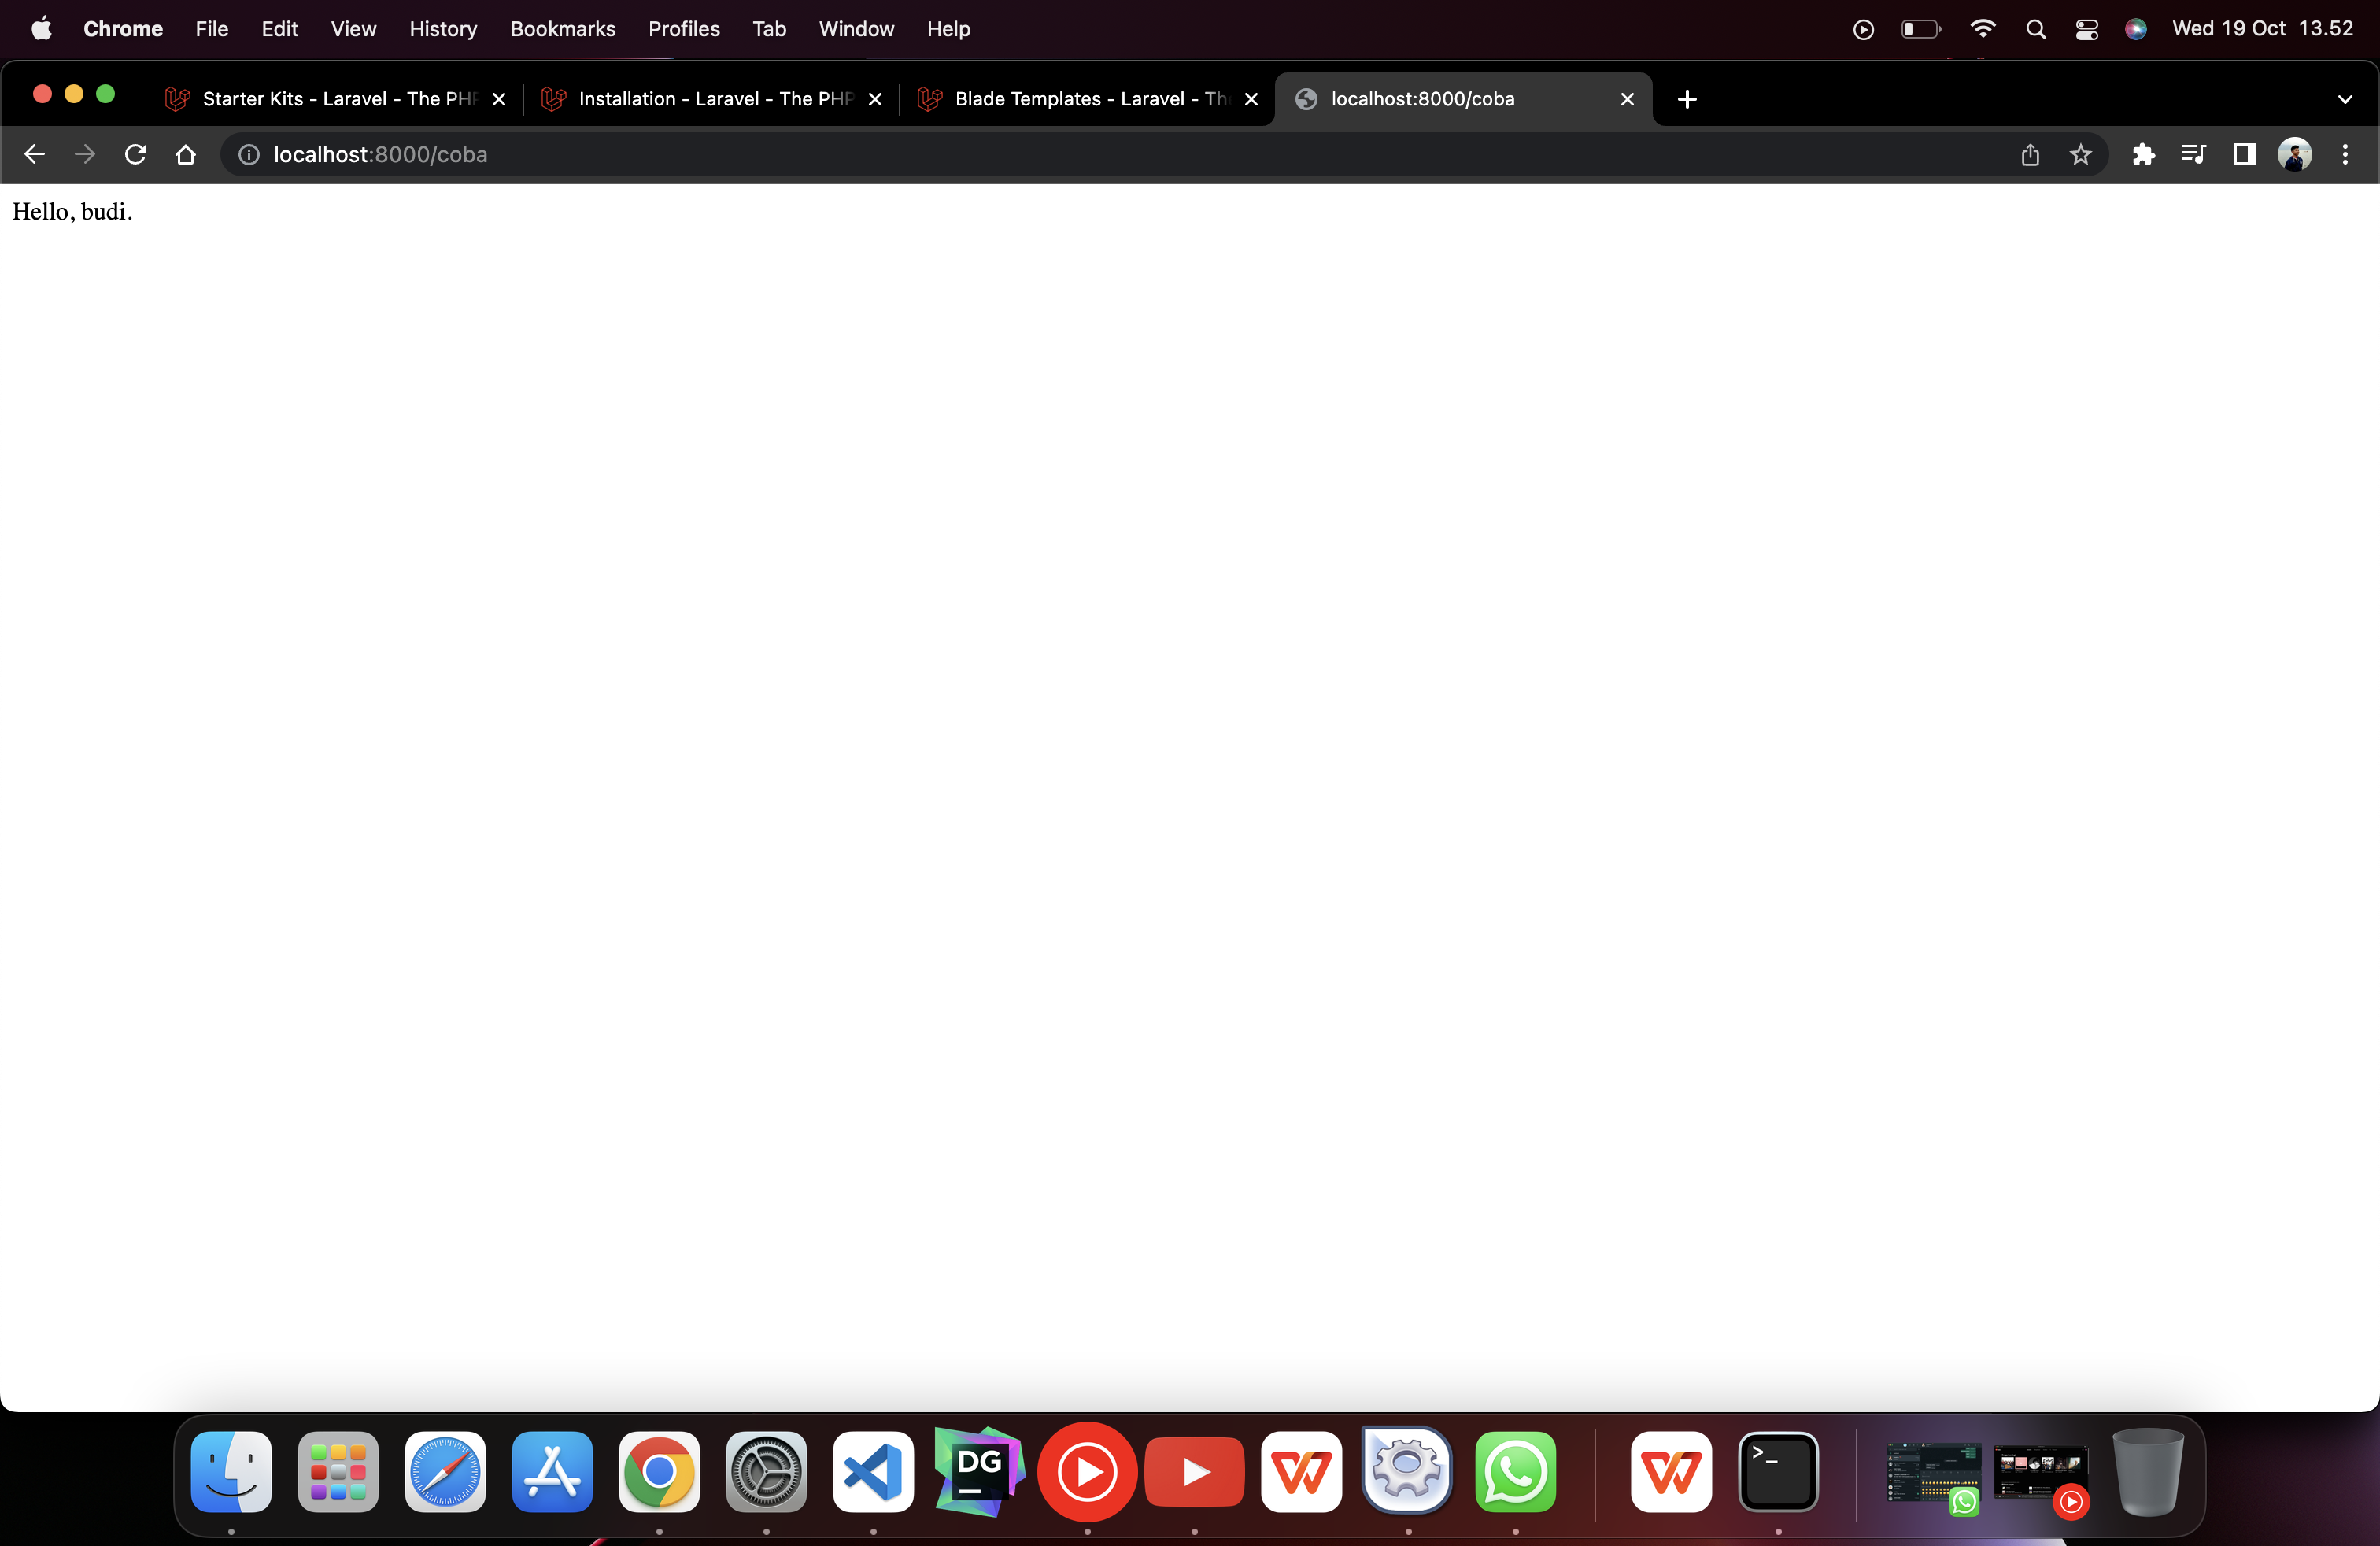 Chrome File Edit View History Bookmarks Profiles Tab Window Help Wed 19 Oct 13.52
Starter Kits - Laravel - The PHP Installation - Laravel - The PHP Blade Templates - Laravel - The localhost:8000/coba
localhost:8000/coba
Hello, budi.
DG
>_